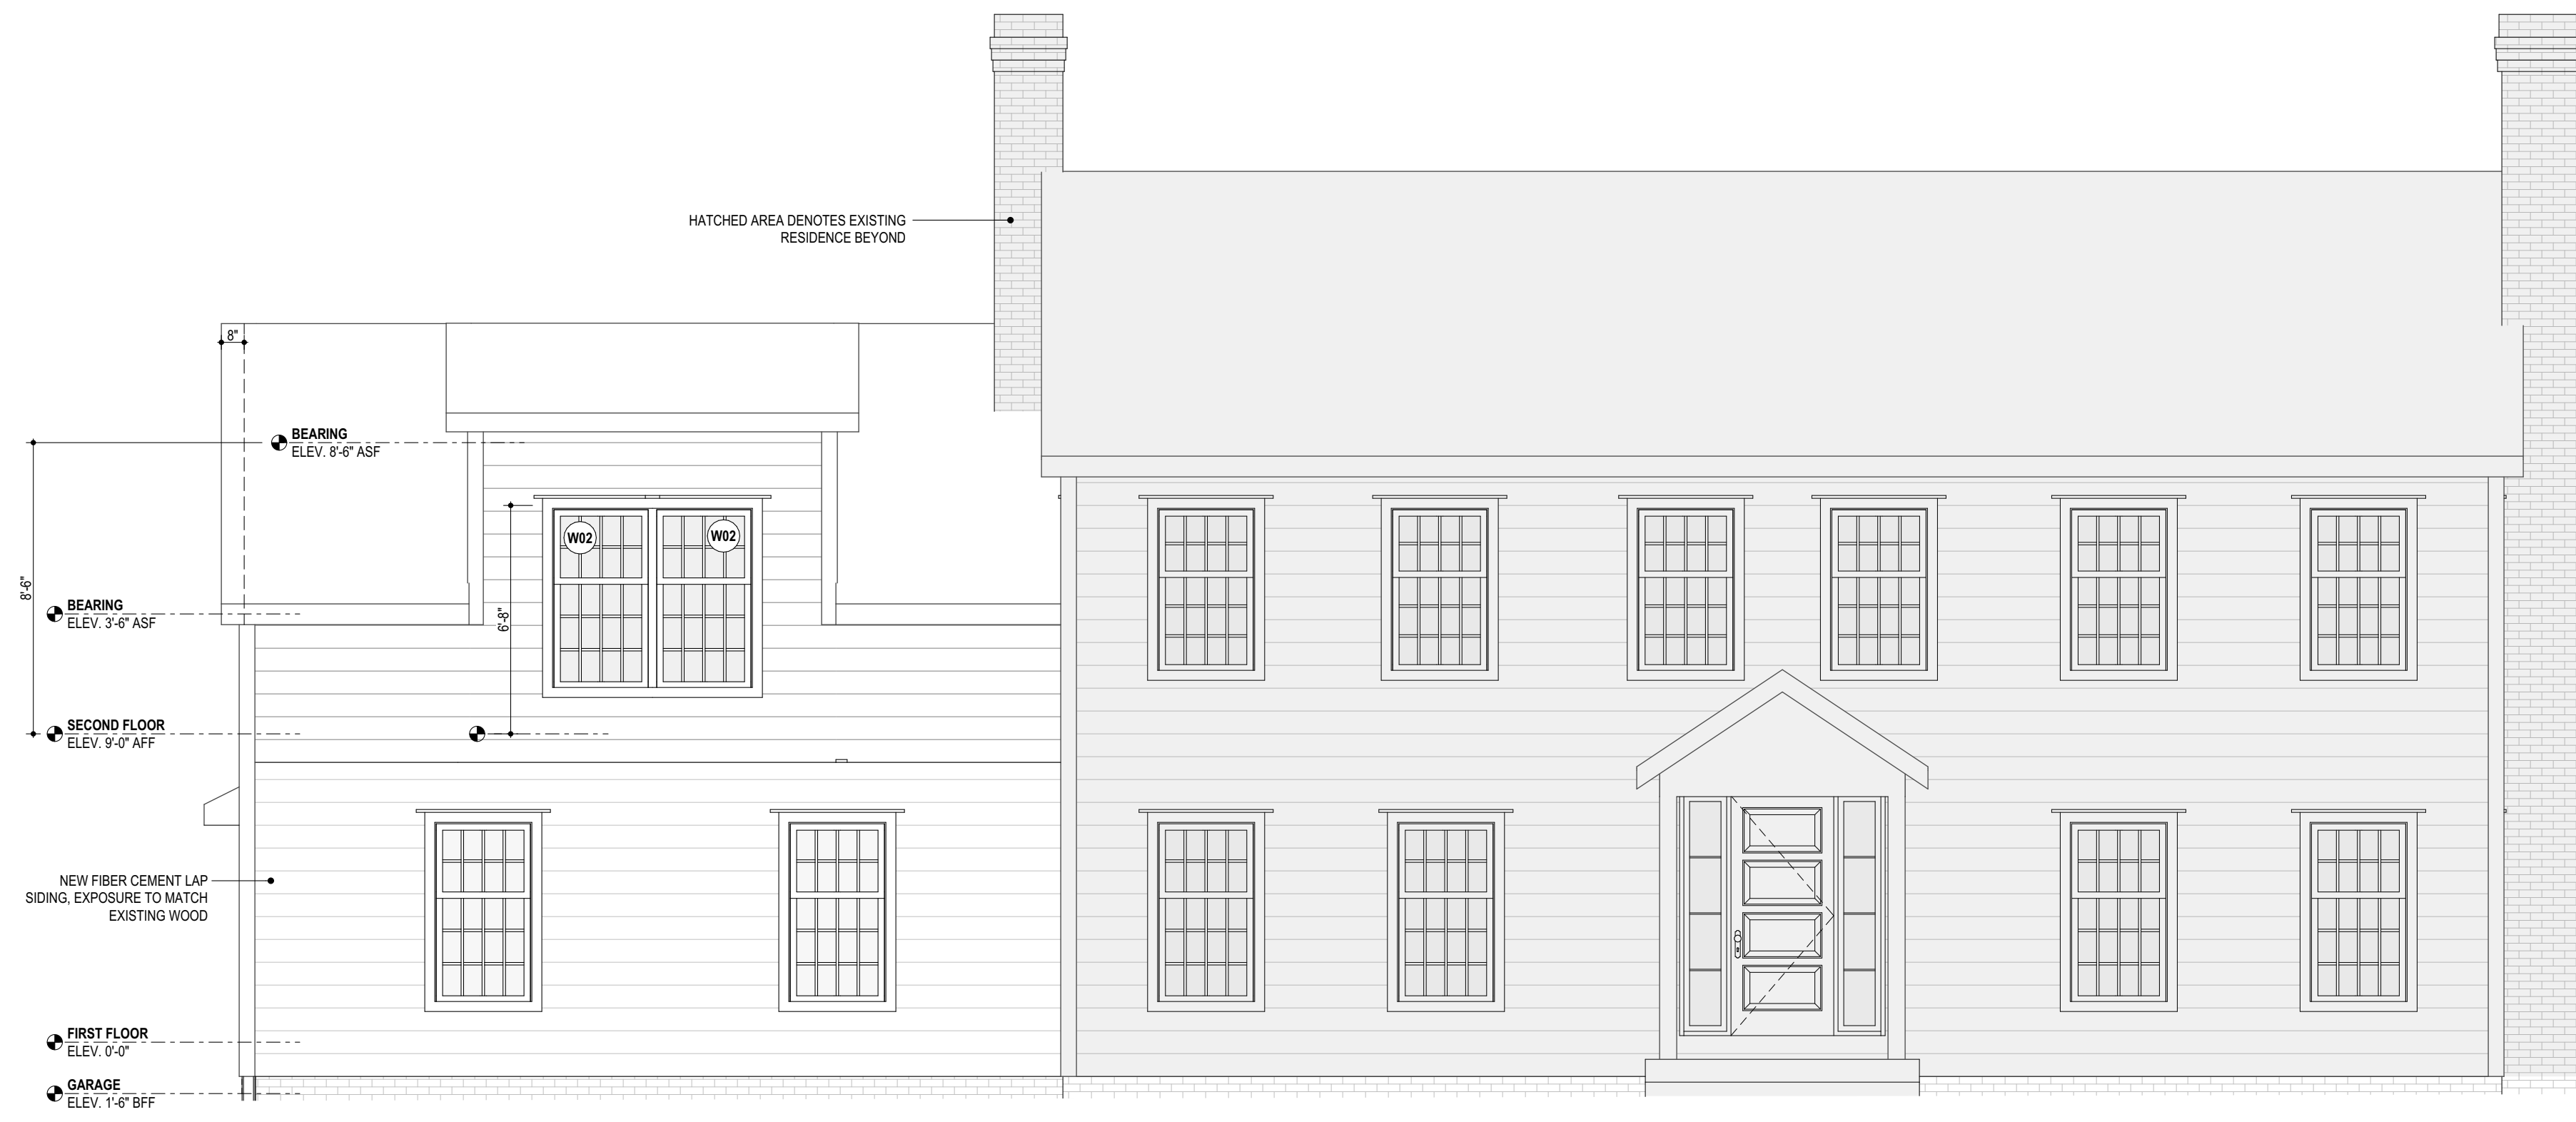 HATCHED AREA DENOTES EXISTING
RESIDENCE BEYOND
8"
BEARING
ELEV. 8'-6" ASF
W02
W02
8'-6"
BEARING
ELEV. 3'-6" ASF
6'-8"
SECOND FLOOR
ELEV. 9'-0" AFF
NEW FIBER CEMENT LAP
SIDING, EXPOSURE TO MATCH
EXISTING WOOD
FIRST FLOOR
ELEV. 0'-0"
GARAGE
ELEV. 1'-6" BFF